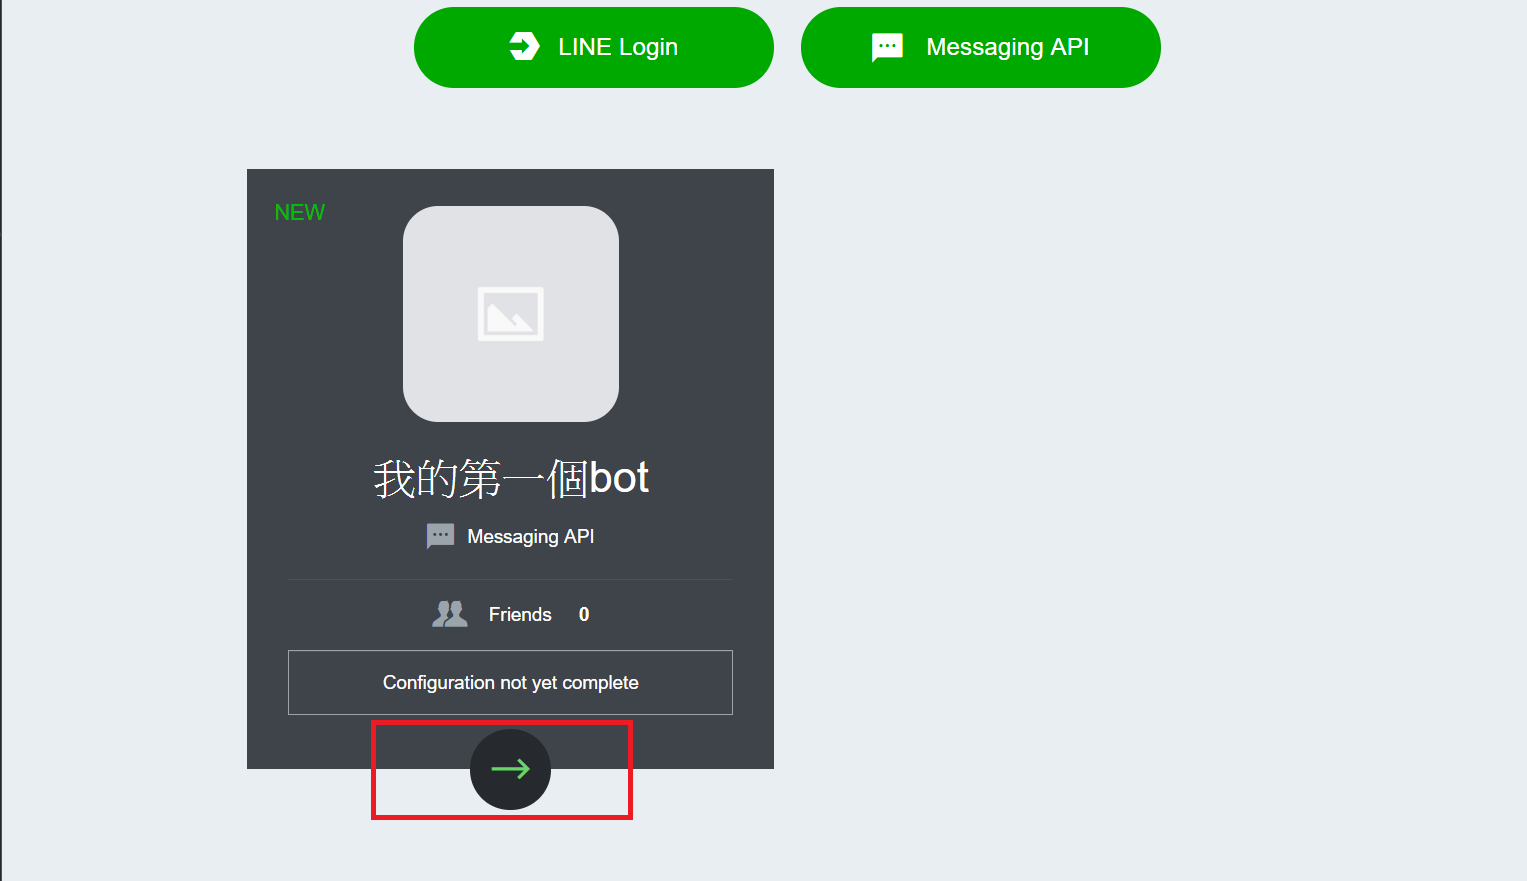 LINE Login
Messaging API
NEW
我的第一個bot
Messaging API
Friends 0
Configuration not yet complete